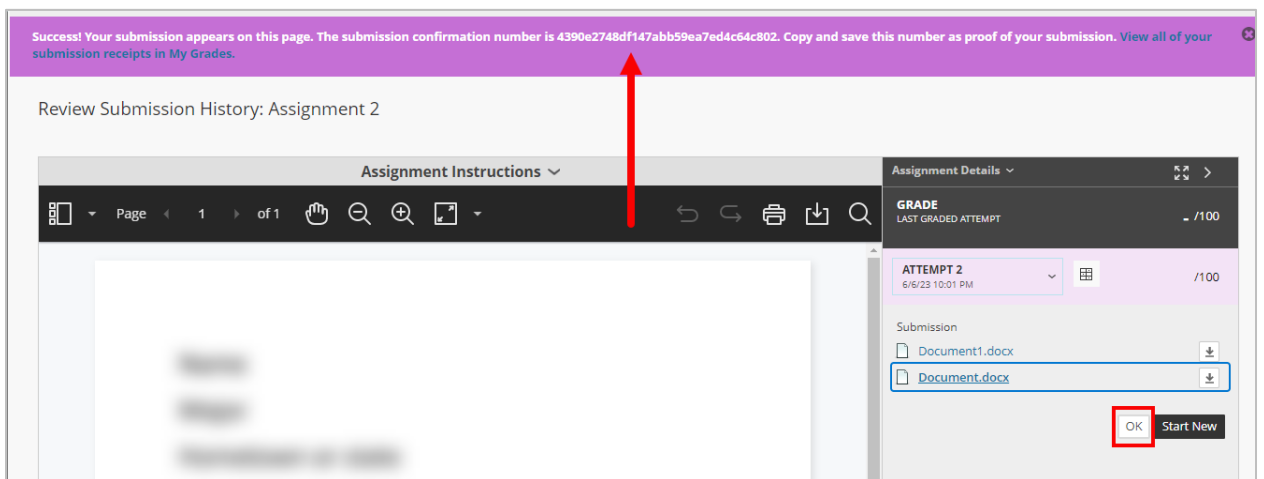 Success! Your submission appears on this page. The submission confirmation number is 4390e2748df147abb59ea7ed4c64c802. Copy and save this number as proof of your submission. View all of your
submission receipts in My Grades.
Review Submission History: Assignment 2
Assignment Instructions
Page 1 of 1
Assignment Details
GRADE
LAST GRADED ATTEMPT
- /100
ATTEMPT 2
6/6/23 10:01 PM
/100
Submission
Document1.docx
Document.docx
OK Start New